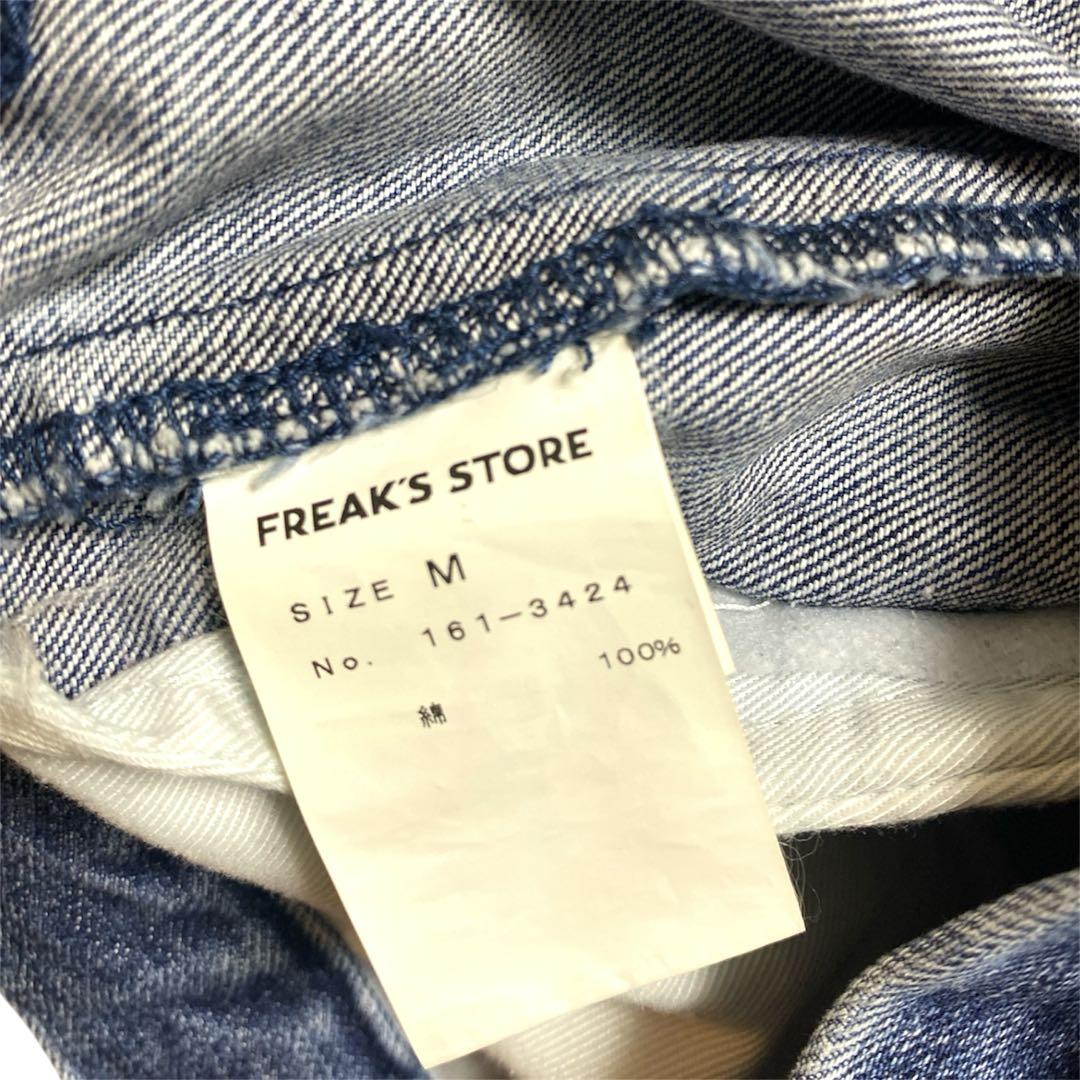 FREAK'S STORE
SIZE M
No. 161-3424
綿 100%